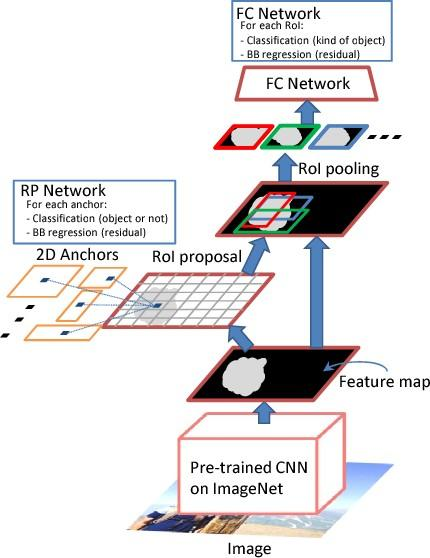 FC Network
For each RoI:
- Classification (kind of object)
- BB regression (residual)
FC Network
RoI pooling
RP Network
For each anchor:
- Classification (object or not)
- BB regression (residual)
2D Anchors
RoI proposal
Feature map
Pre-trained CNN
on ImageNet
Image